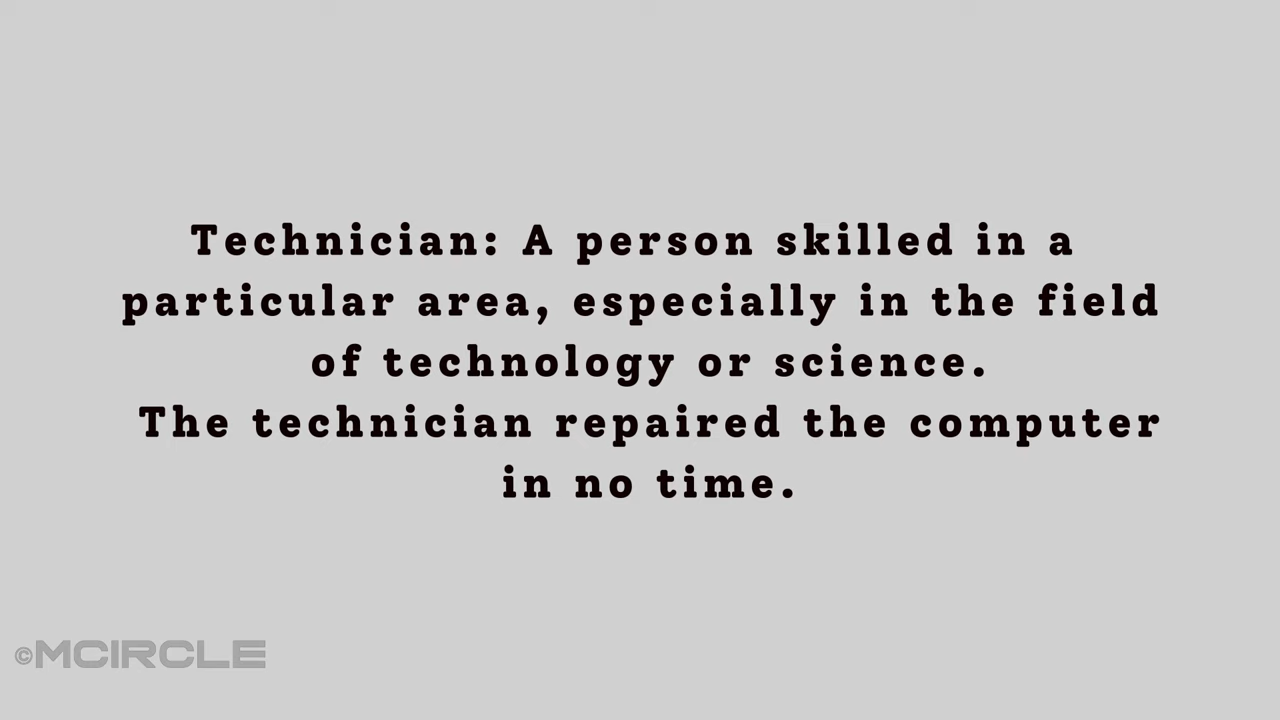 Technician: A person skilled in a
particular area, especially in the field
of technology or science.
The technician repaired the computer
in no time.
©MCIRCLE